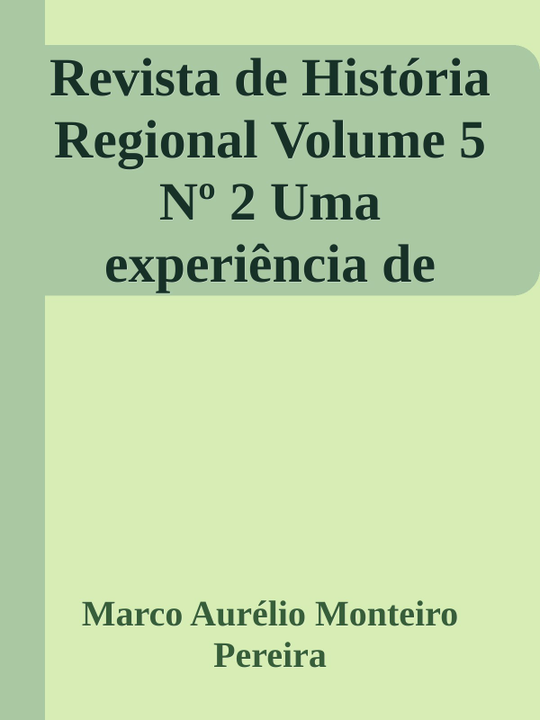 Revista de História
Regional Volume 5
Nº 2 Uma
experiência de
Marco Aurélio Monteiro
Pereira